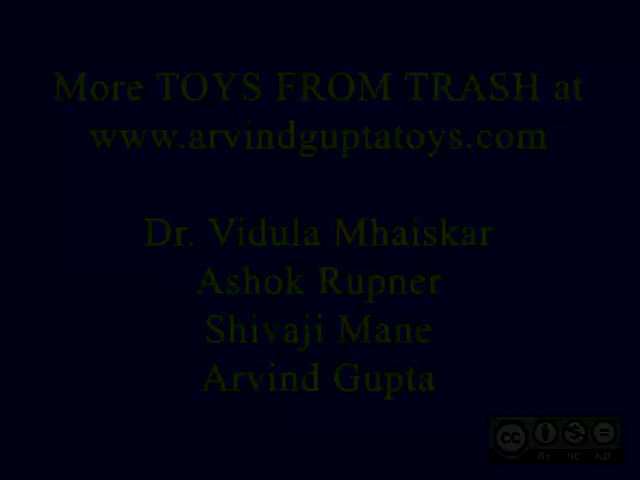 More TOYS FROM TRASH at
www.arvindguptatoys.com
Dr. Vidula Mhaiskar
Ashok Rupner
Shivaji Mane
Arvind Gupta
cc
BY NC ND